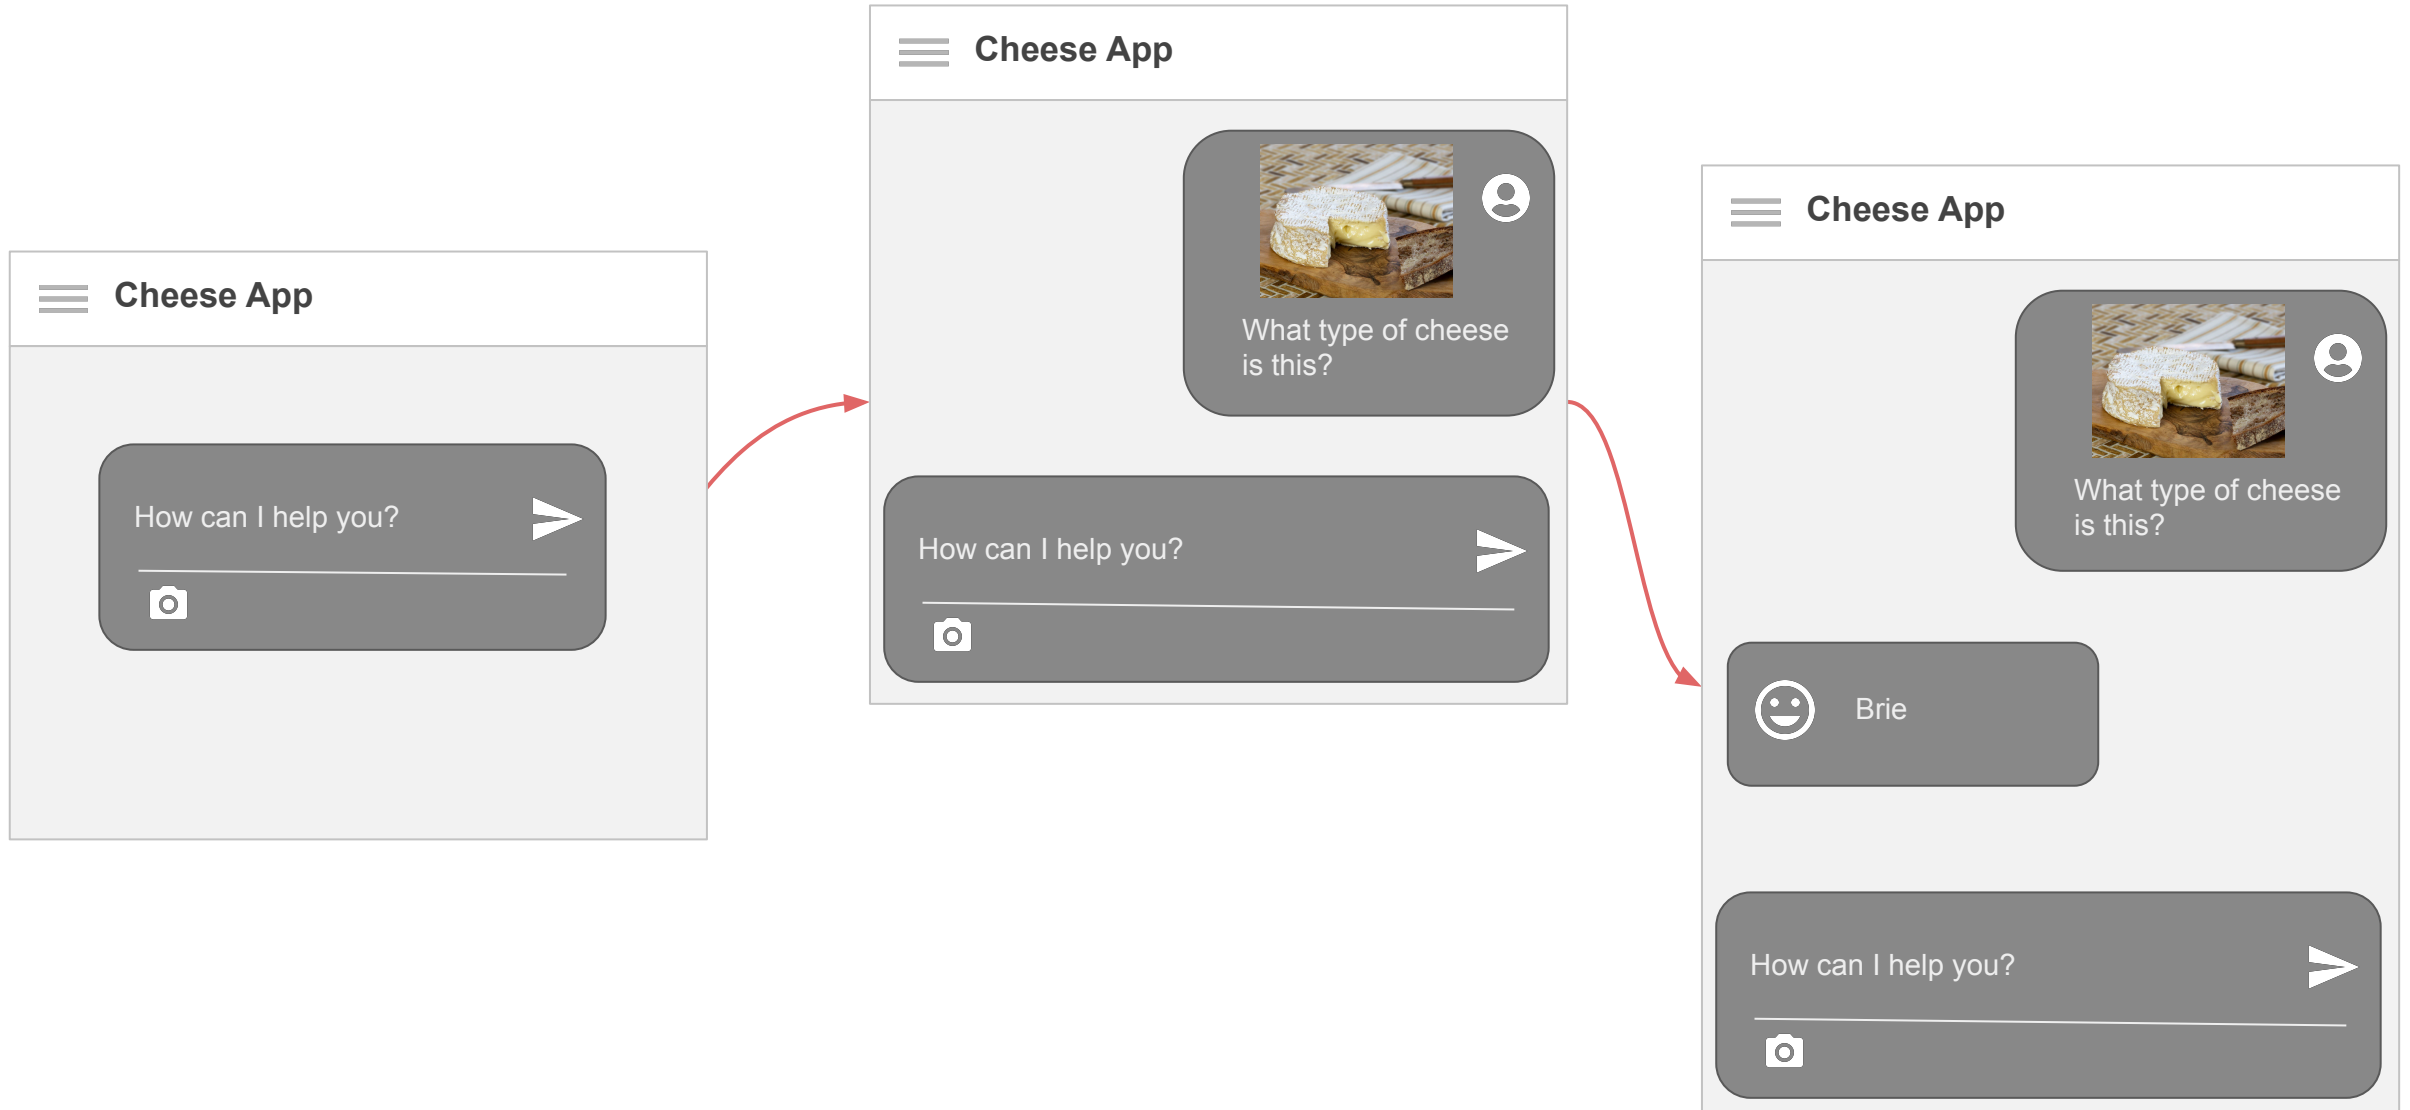 Cheese App
How can I help you?
Cheese App
What type of cheese
is this?
How can I help you?
Cheese App
What type of cheese
is this?
Brie
How can I help you?